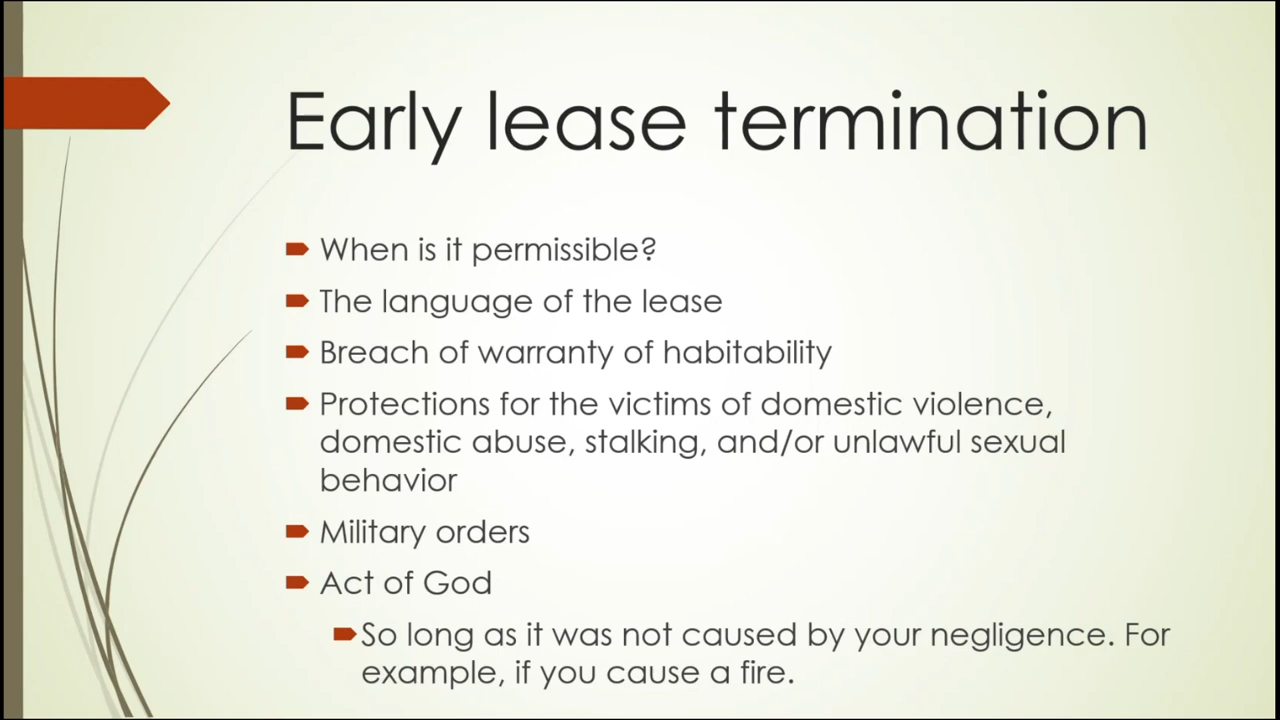 Early lease termination
When is it permissible?
The language of the lease
Breach of warranty of habitability
Protections for the victims of domestic violence,
domestic abuse, stalking, and/or unlawful sexual
behavior
Military orders
Act of God
So long as it was not caused by your negligence. For
example, if you cause a fire.